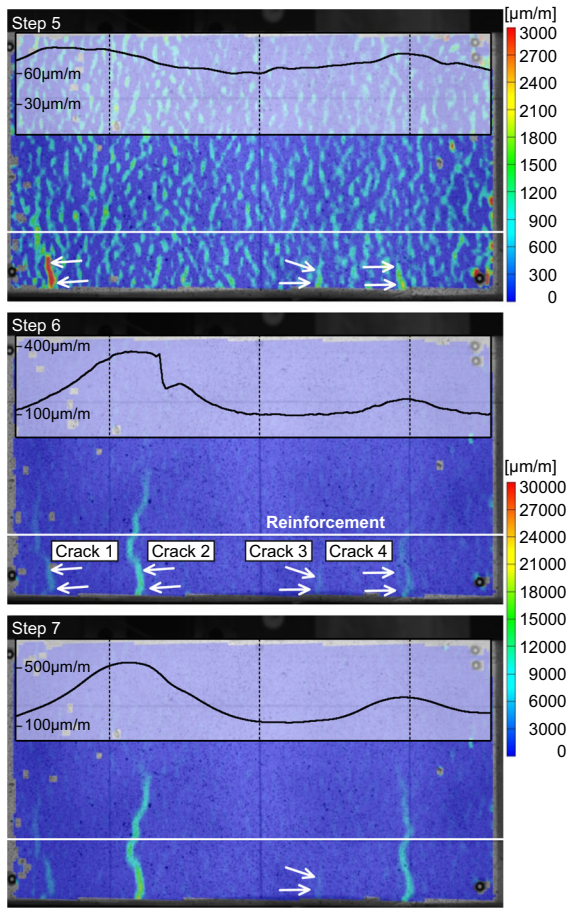 Step 5
[µm/m]
60µm/m
30µm/m
3000
2700
2400
2100
1800
1500
1200
900
600
300
0
Step 6
400µm/m
100µm/m
Reinforcement
Crack 1
Crack 2
Crack 3
Crack 4
[µm/m]
30000
27000
24000
21000
18000
15000
12000
9000
6000
3000
0
Step 7
500µm/m
100µm/m